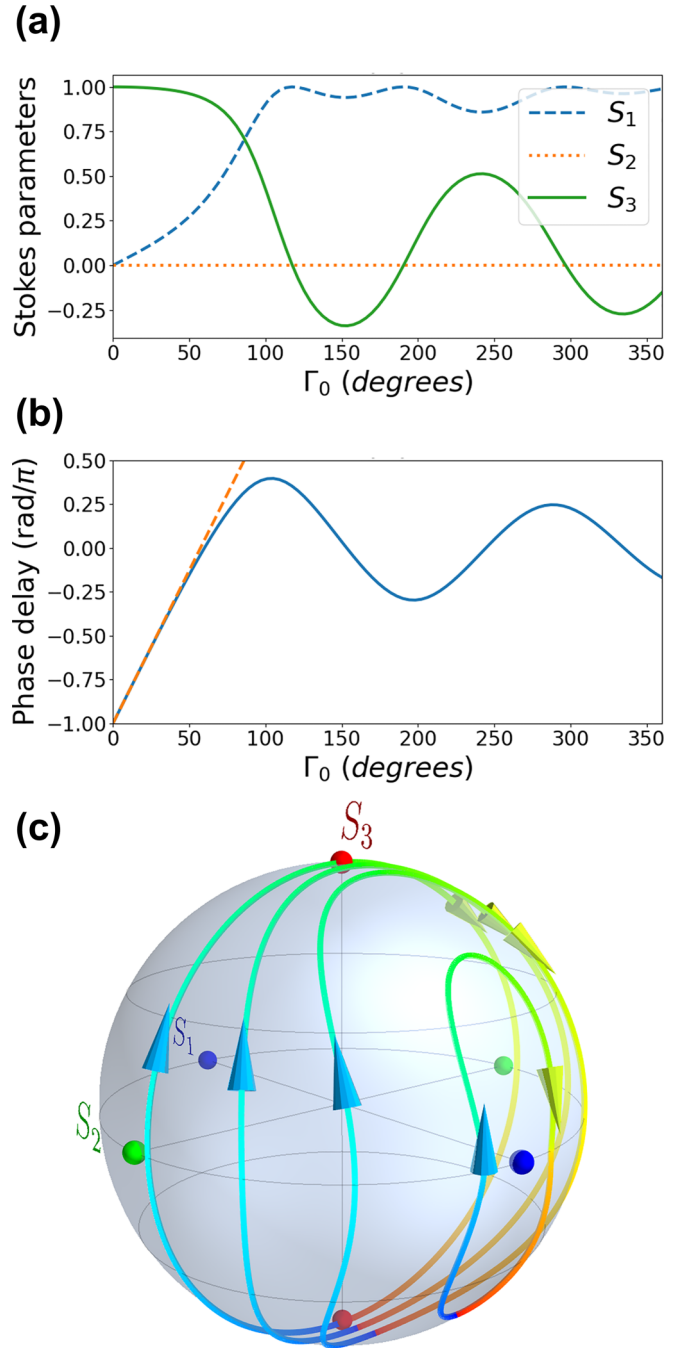 (a)
Stokes parameters
1.00
0.75
0.50
0.25
0.00
−0.25
S1
S2
S3
0 50 100 150 200 250 300 350
Γ0 (degrees)
(b)
Phase delay (rad/π)
0.50
0.25
0.00
−0.25
−0.50
−0.75
−1.00
0 50 100 150 200 250 300 350
Γ0 (degrees)
(c)
S3
S1
S2